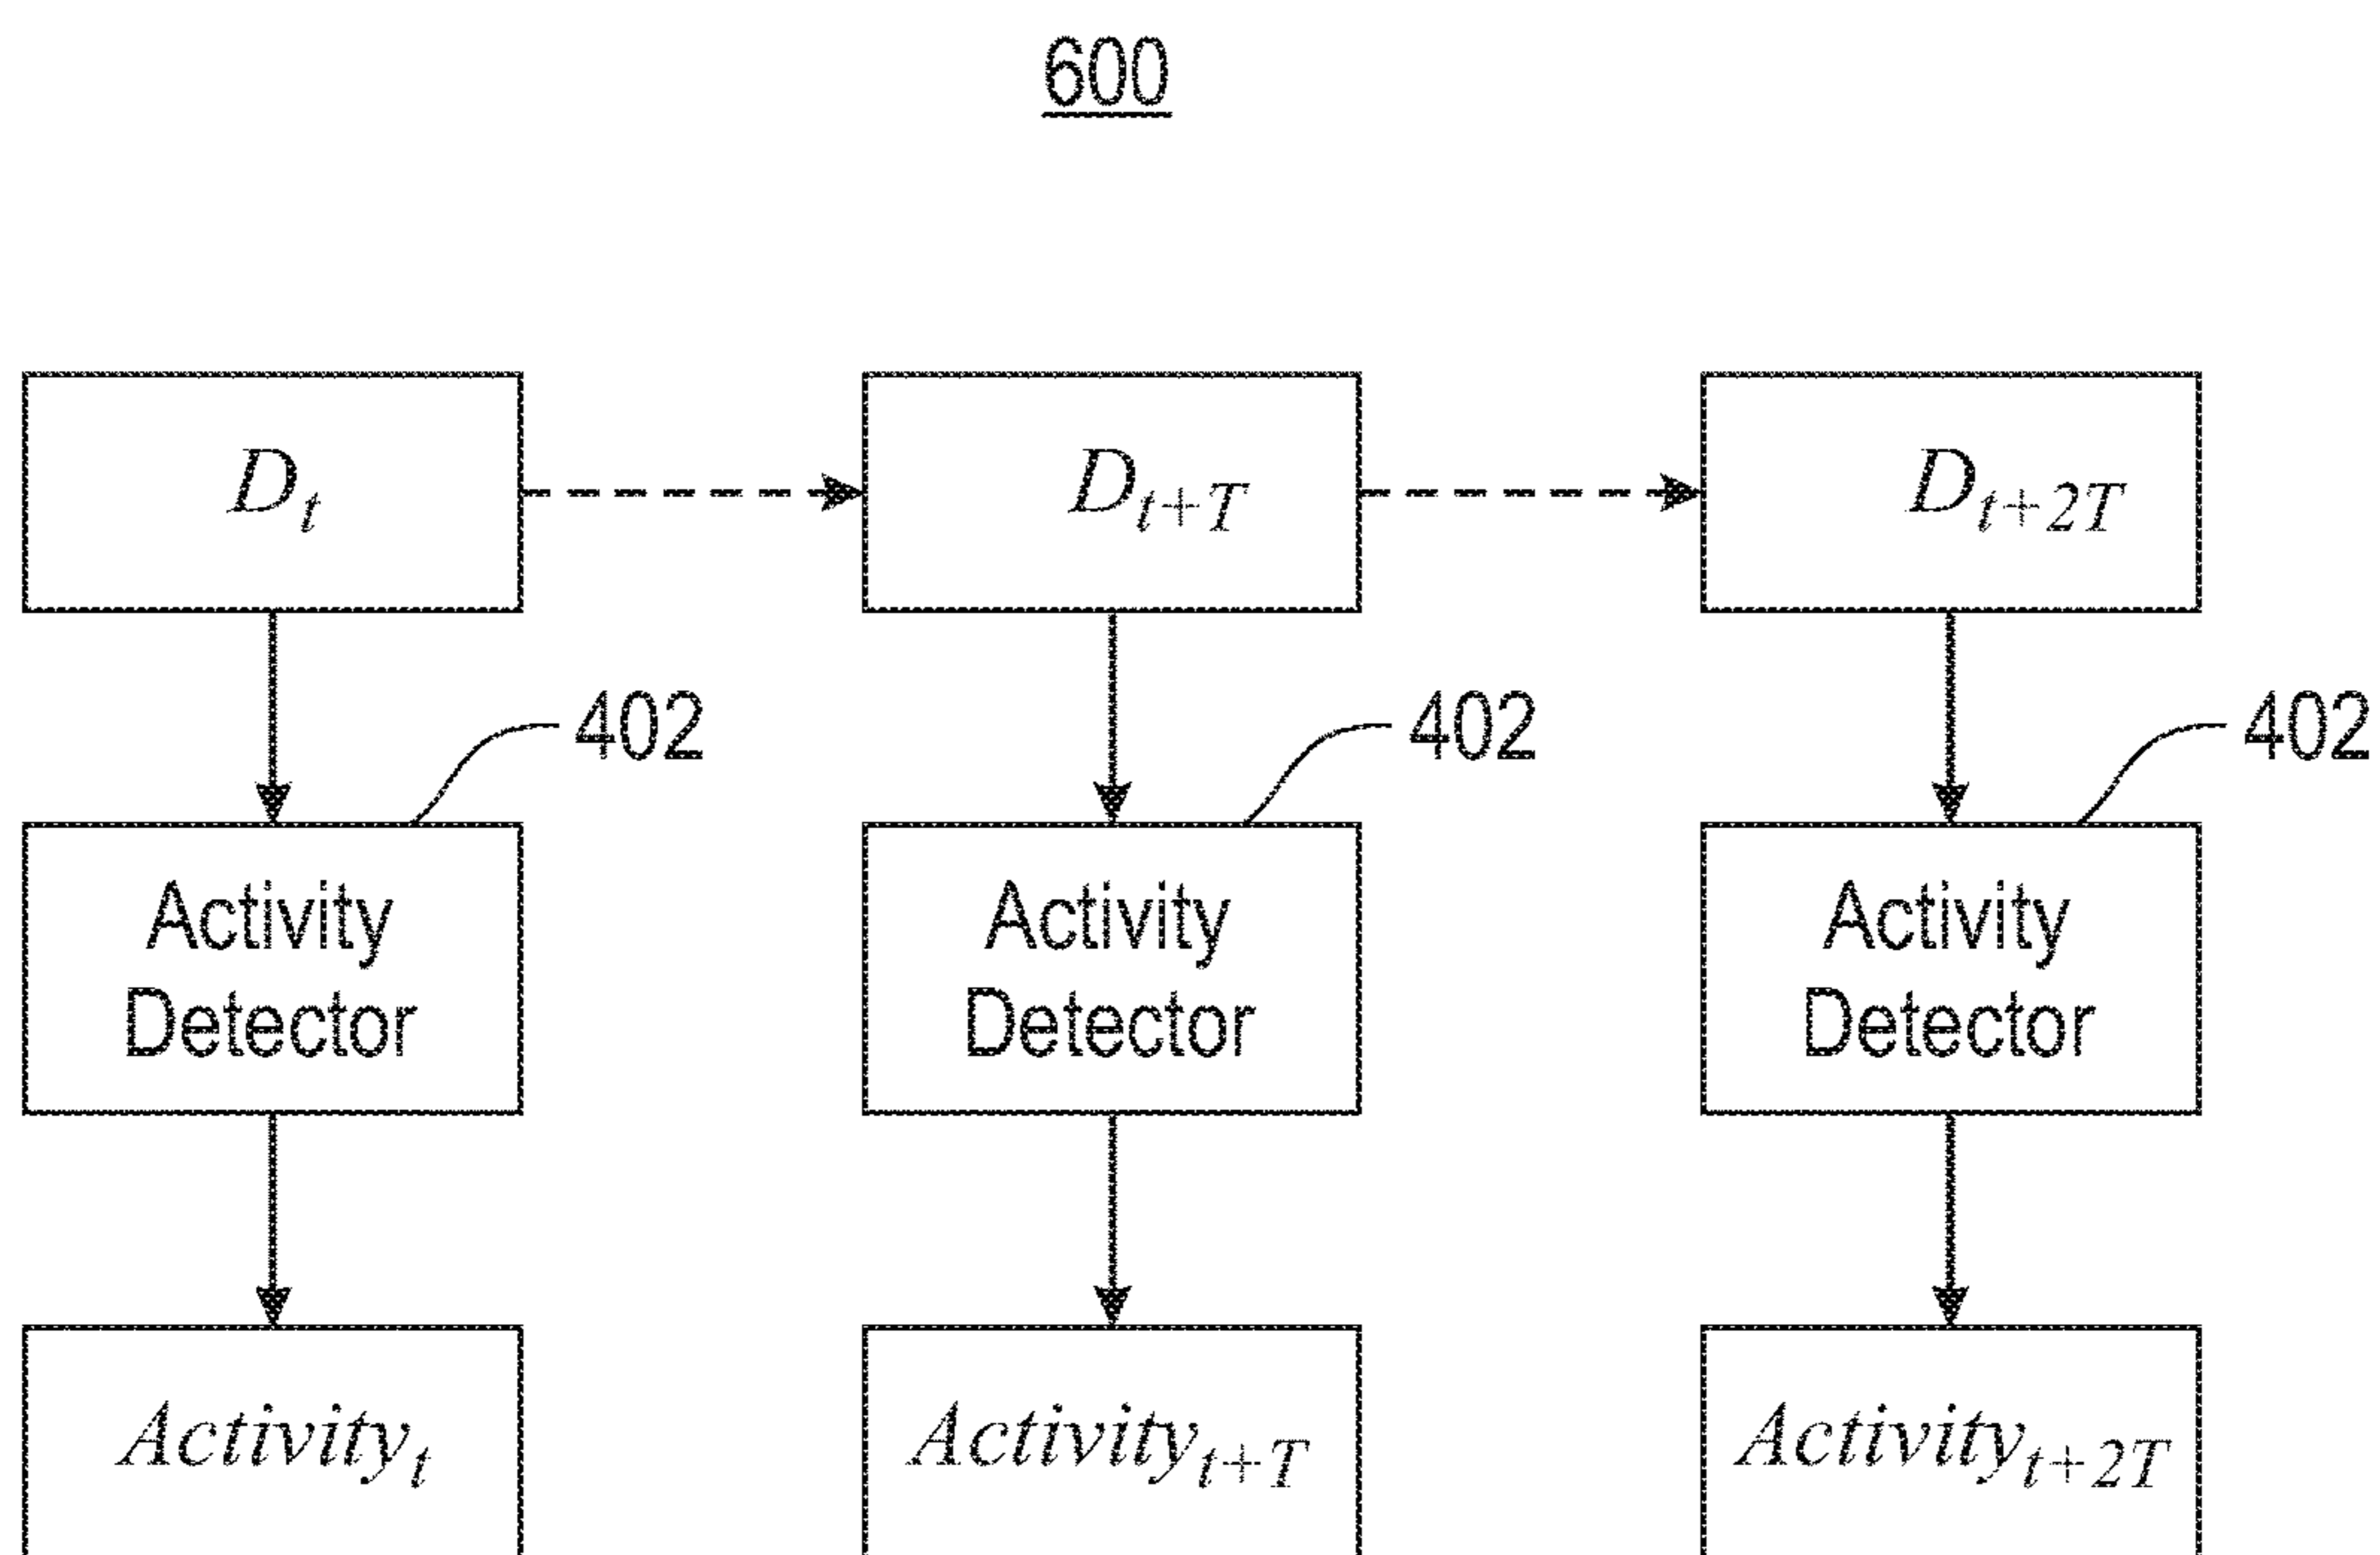 600
D_t
D_{t+T}
D_{t+2T}
402
402
402
Activity
Detector
Activity
Detector
Activity
Detector
Activity_t
Activity_{t+T}
Activity_{t+2T}